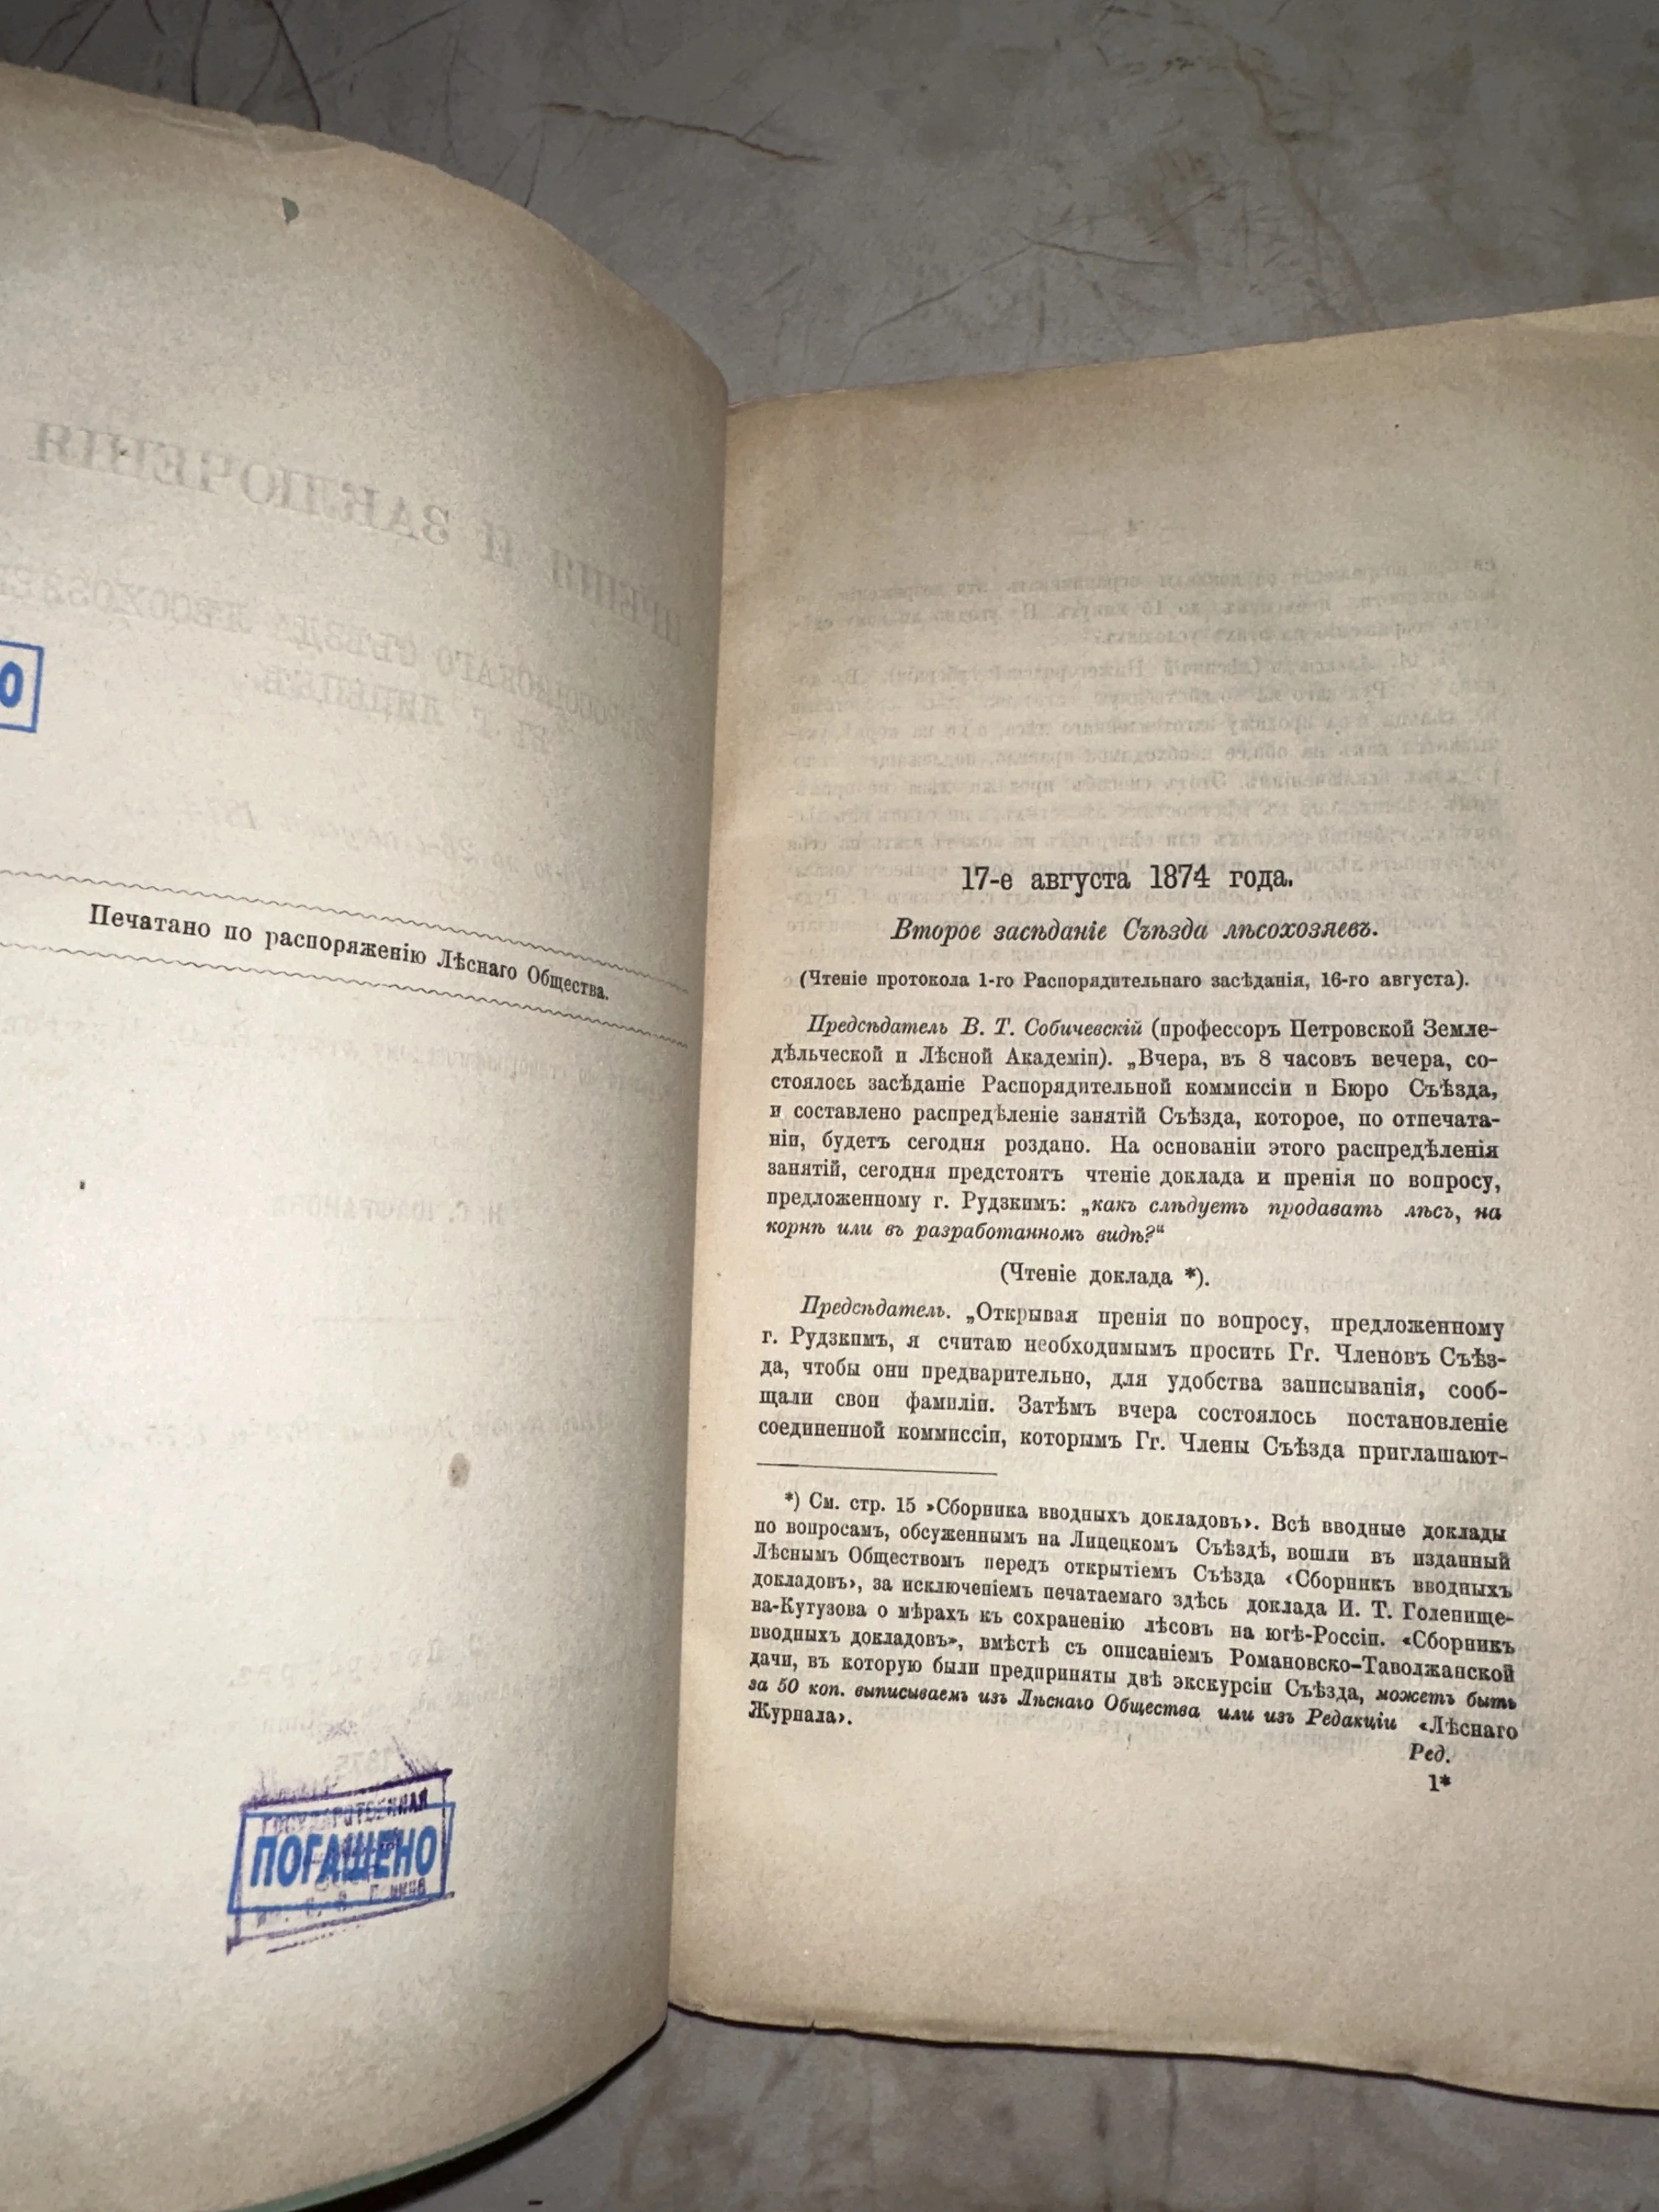 Печатано по распоряженію Лѣснаго Общества.
ГОСУДАРСТВЕННАЯ
ПОГАШЕНО
17-е августа 1874 года.
Второе засѣданіе Съѣзда лѣсохозяевъ.
(Чтеніе протокола 1-го Распорядительнаго засѣданія, 16-го августа).
Предсѣдатель В. Т. Собичевскій (профессоръ Петровской Земле-
дѣльческой и Лѣсной Академіи). „Вчера, въ 8 часовъ вечера, со-
стоялось засѣданіе Распорядительной коммиссіи и Бюро Съѣзда,
и составлено распредѣленіе занятій Съѣзда, которое, по отпечата-
ніи, будетъ сегодня роздано. На основаніи этого распредѣленія
занятій, сегодня предстоятъ чтеніе доклада и пренія по вопросу,
предложенному г. Рудзкимъ: „какъ слѣдуетъ продавать лѣсъ, на
корнѣ или въ разработанномъ видѣ?“
(Чтеніе доклада *).
Предсѣдатель. „Открывая пренія по вопросу, предложенному
г. Рудзкимъ, я считаю необходимымъ просить Гг. Членовъ Съѣз-
да, чтобы они предварительно, для удобства записыванія, сооб-
щали свои фамиліи. Затѣмъ вчера состоялось постановленіе
соединенной коммиссіи, которымъ Гг. Члены Съѣзда приглашают-
*) См. стр. 15 »Сборника вводныхъ докладовъ›. Всѣ вводные доклады
по вопросамъ, обсуженнымъ на Липецкомъ Съѣздѣ, вошли въ изданный
Лѣснымъ Обществомъ передъ открытіемъ Съѣзда ‹Сборникъ вводныхъ
докладовъ›, за исключеніемъ печатаемаго здѣсь доклада И. Т. Голенище-
ва-Кутузова о мѣрахъ къ сохраненію лѣсовъ на югѣ-Россіи. «Сборникъ
вводныхъ докладовъ», вмѣстѣ съ описаніемъ Романовско-Таволжанской
дачи, въ которую были предприняты двѣ экскурсіи Съѣзда, можетъ быть
за 50 коп. выписываемъ изъ Лѣснаго Общества или изъ Редакціи «Лѣснаго
Журнала›.
Ред.
1*